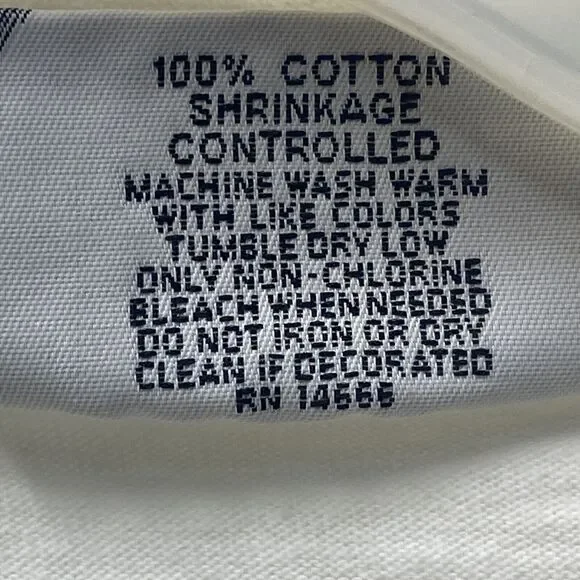 100% COTTON
SHRINKAGE
CONTROLLED
MACHINE WASH WARM
WITH LIKE COLORS
TUMBLE DRY LOW
ONLY NON-CHLORINE
BLEACH WHEN NEEDED
DO NOT IRON OR DRY
CLEAN IF DECORATED
RN 14666